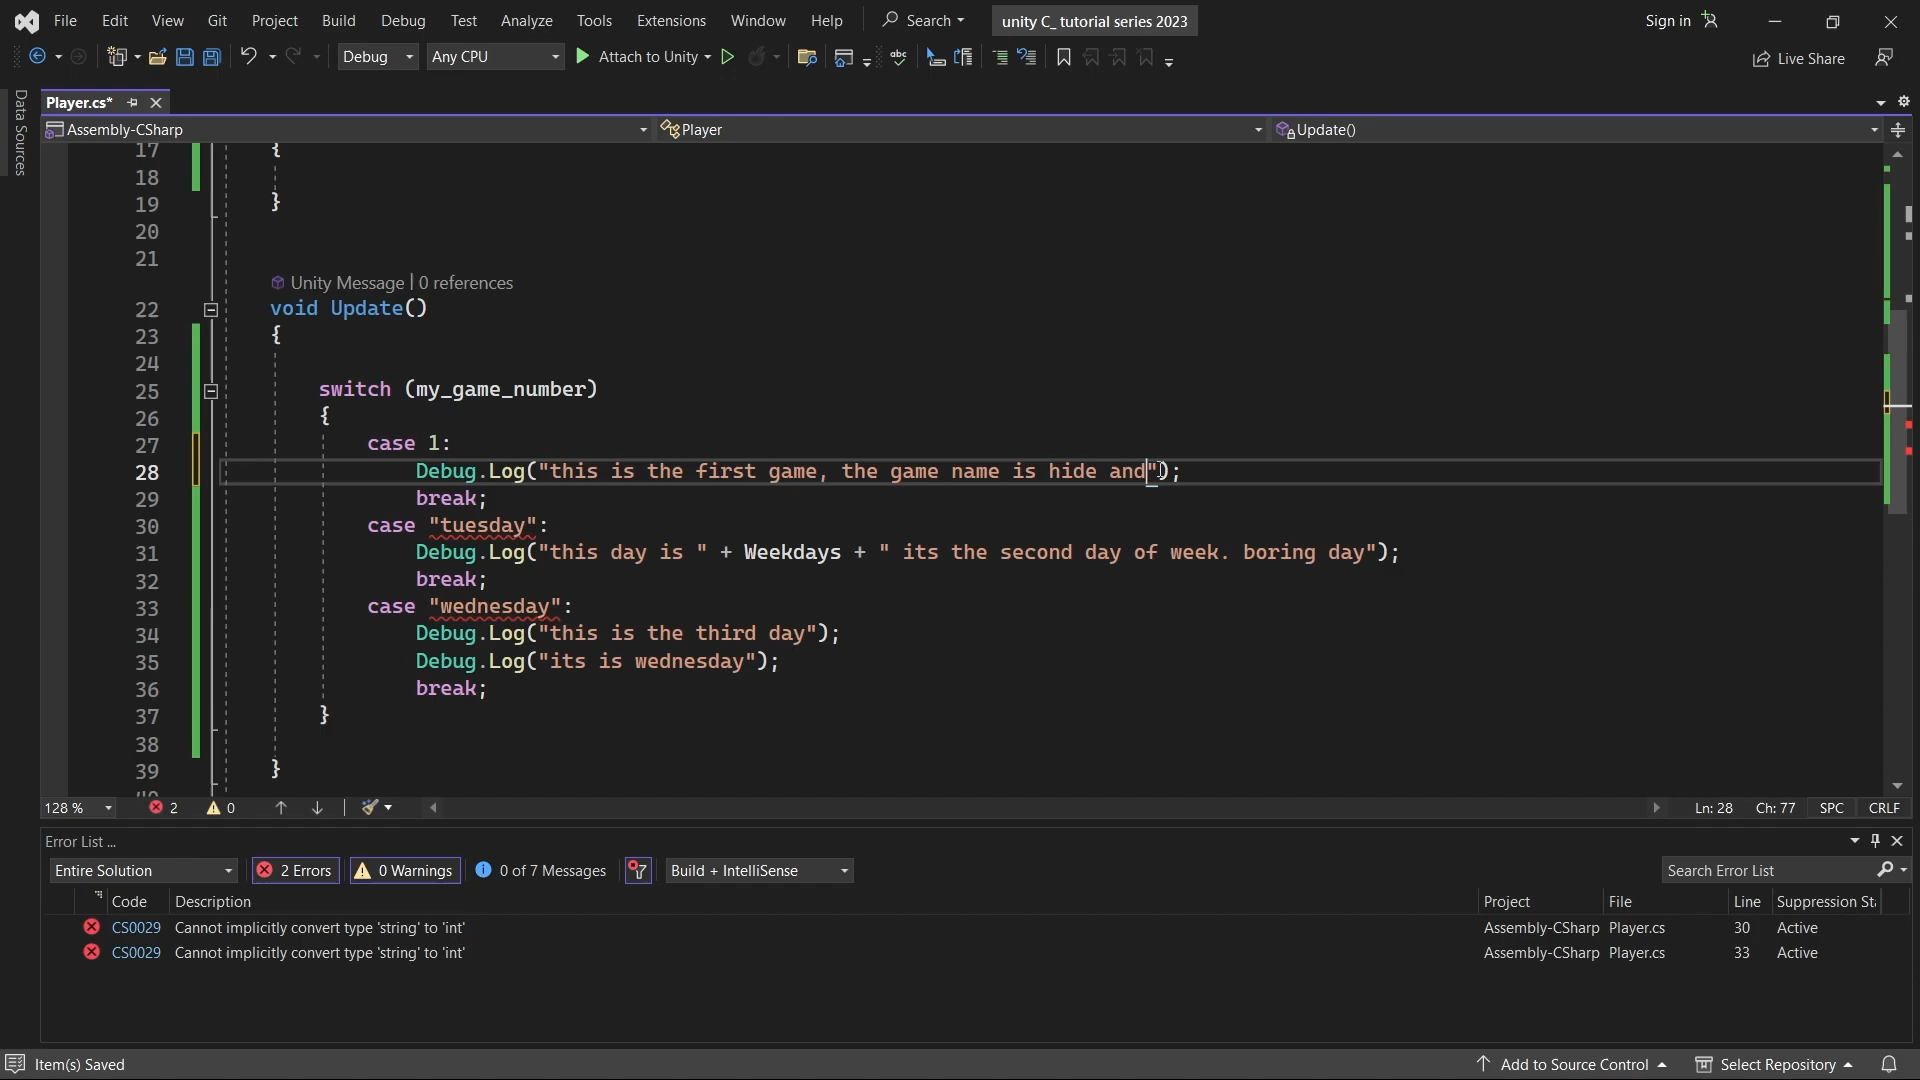 File Edit View Git Project Build Debug Test Analyze Tools Extensions Window Help Search unity C_ tutorial series 2023 Sign in
Debug Any CPU Attach to Unity abc Live Share
Data Sources
Player.cs*
Assembly-CSharp Player Update()
17 {
18
19 }
20
21
Unity Message | 0 references
22 void Update()
23 {
24
25 switch (my_game_number)
26 {
27 case 1:
28 Debug.Log("this is the first game, the game name is hide and");
29 break;
30 case "tuesday":
31 Debug.Log("this day is " + Weekdays + " its the second day of week. boring day");
32 break;
33 case "wednesday":
34 Debug.Log("this is the third day");
35 Debug.Log("its is wednesday");
36 break;
37 }
38
39 }
40
128 % 2 0 Ln: 28 Ch: 77 SPC CRLF
Error List ...
Entire Solution 2 Errors 0 Warnings 0 of 7 Messages Build + IntelliSense Search Error List
Code Description Project File Line Suppression St
CS0029 Cannot implicitly convert type 'string' to 'int' Assembly-CSharp Player.cs 30 Active
CS0029 Cannot implicitly convert type 'string' to 'int' Assembly-CSharp Player.cs 33 Active
Item(s) Saved Add to Source Control Select Repository